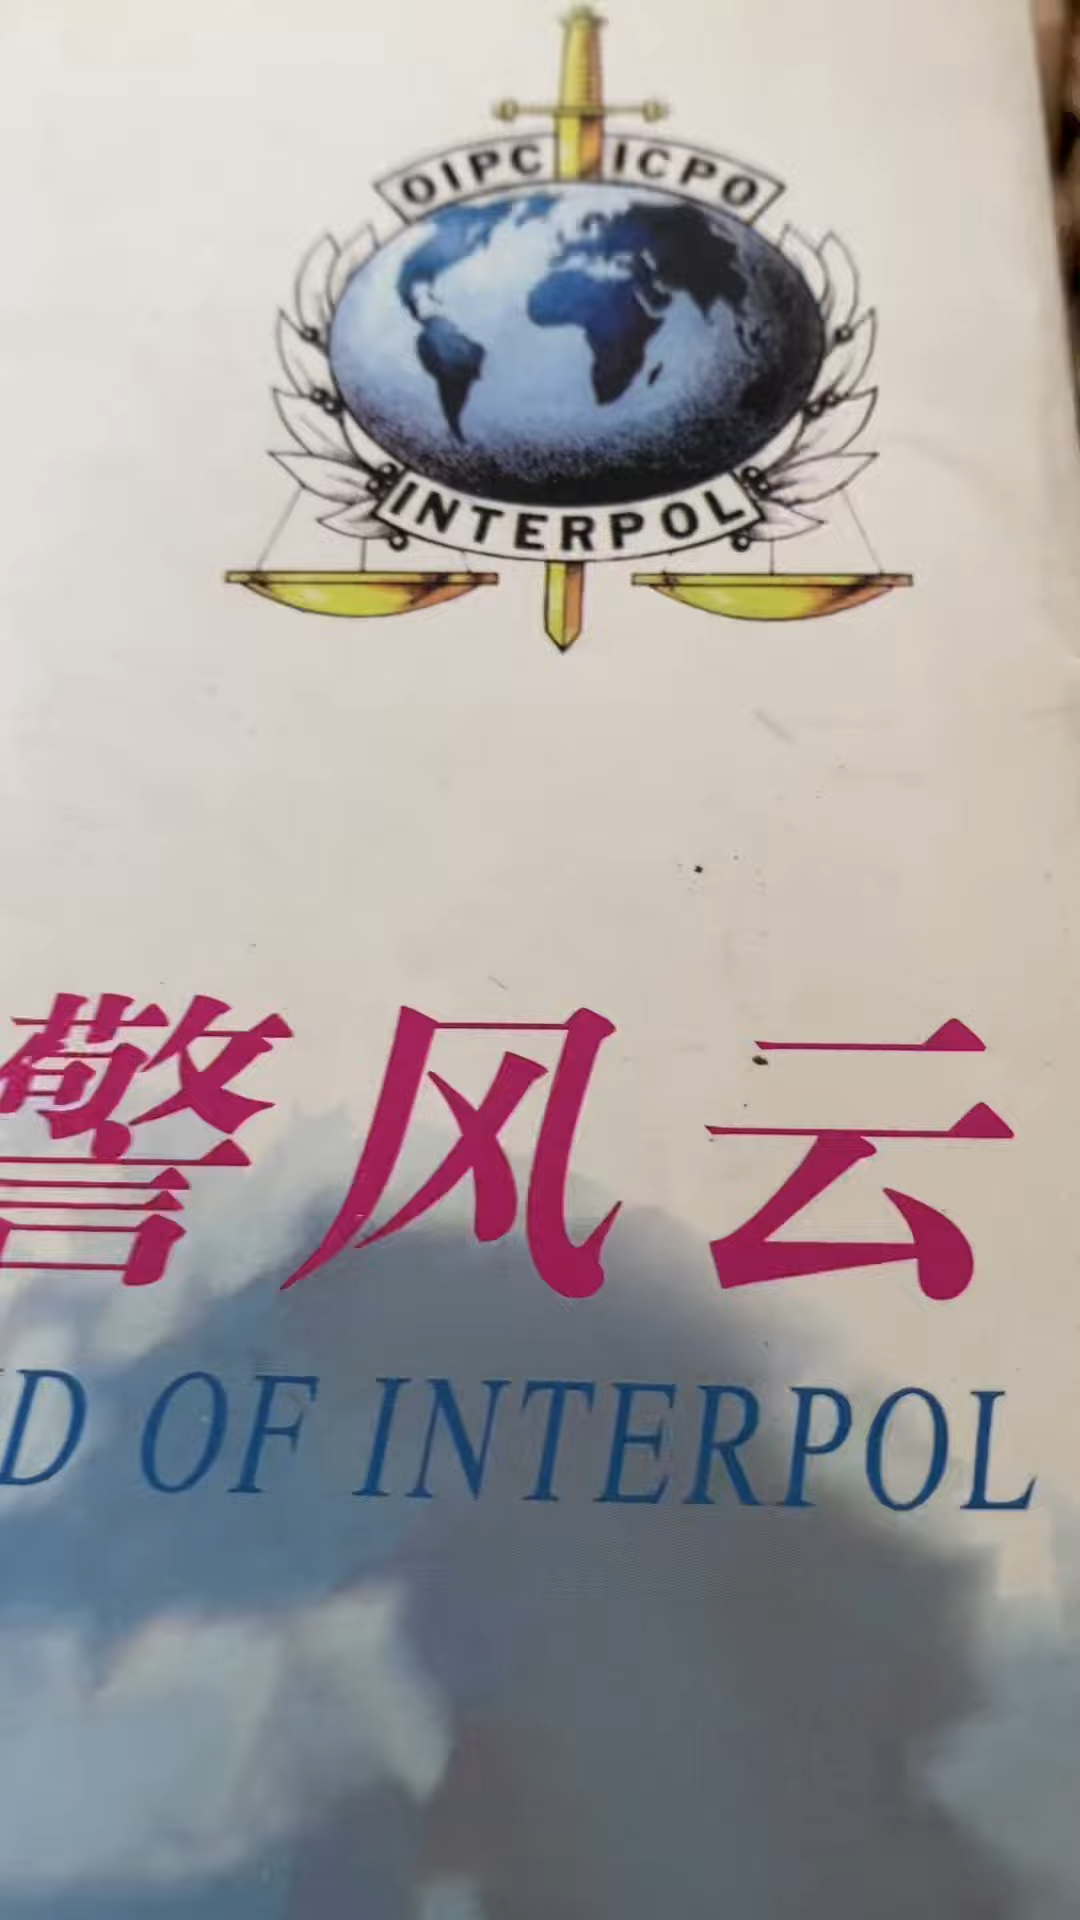 OIPC ICPO
INTERPOL
警风云
D OF INTERPOL